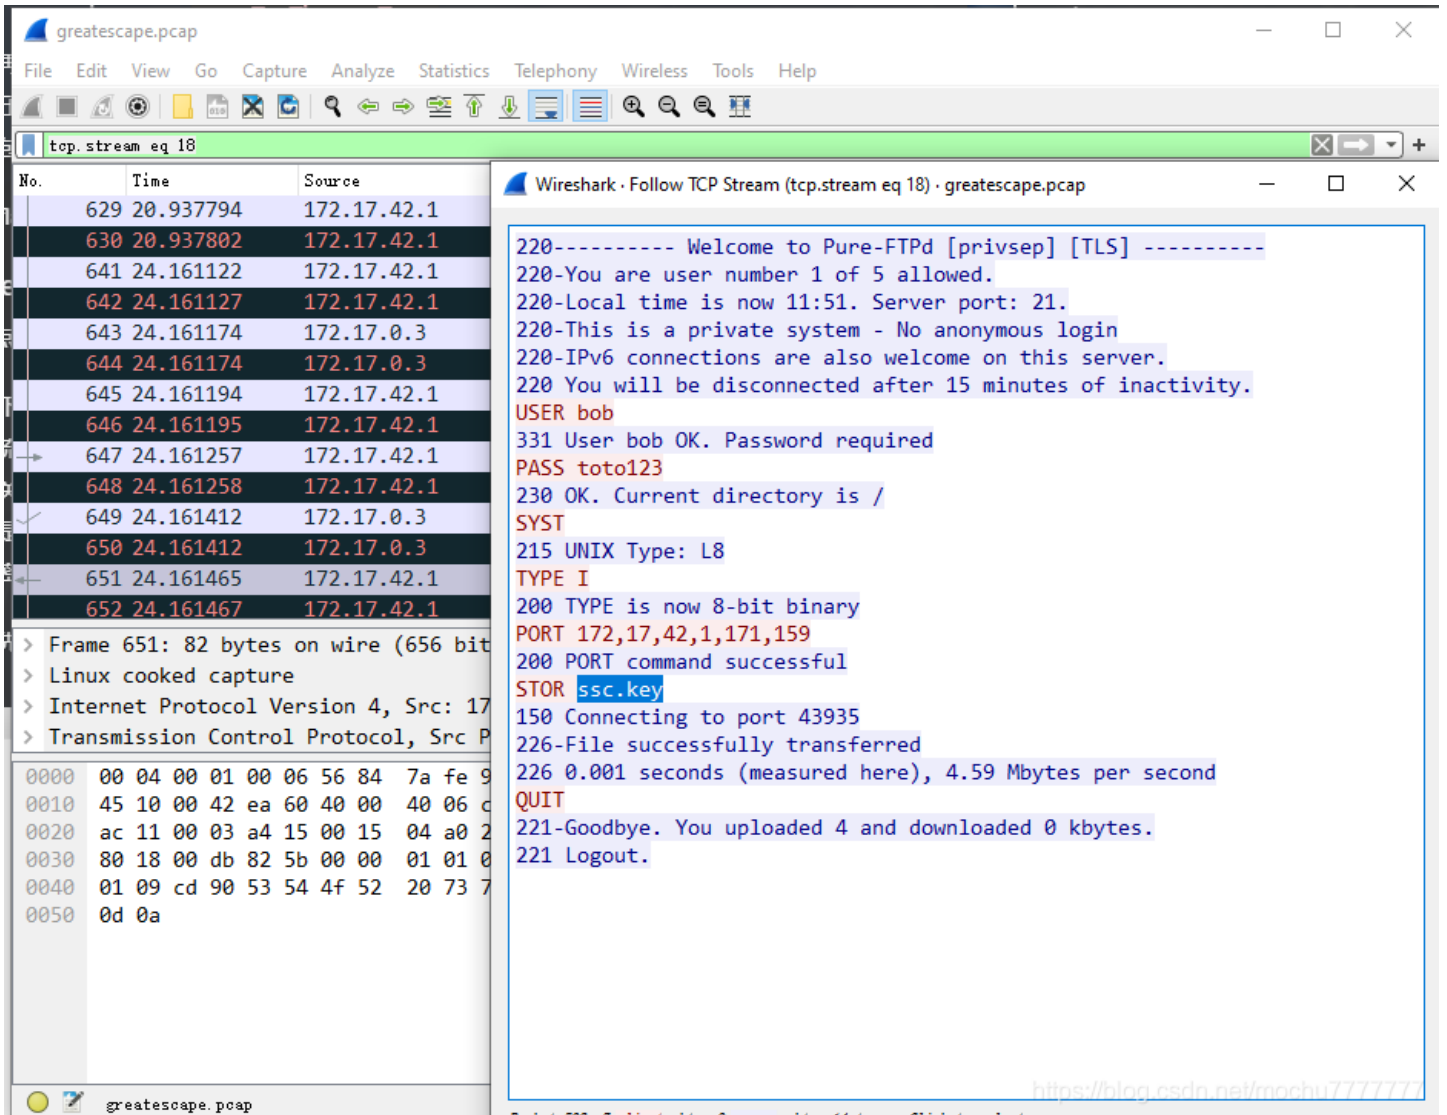 greatescape.pcap
File Edit View Go Capture Analyze Statistics Telephony Wireless Tools Help
tcp.stream eq 18
No. Time Source
629 20.937794 172.17.42.1
630 20.937802 172.17.42.1
641 24.161122 172.17.42.1
642 24.161127 172.17.42.1
643 24.161174 172.17.0.3
644 24.161174 172.17.0.3
645 24.161194 172.17.42.1
646 24.161195 172.17.42.1
647 24.161257 172.17.42.1
648 24.161258 172.17.42.1
649 24.161412 172.17.0.3
650 24.161412 172.17.0.3
651 24.161465 172.17.42.1
652 24.161467 172.17.42.1
> Frame 651: 82 bytes on wire (656 bit
> Linux cooked capture
> Internet Protocol Version 4, Src: 17
> Transmission Control Protocol, Src P
0000 00 04 00 01 00 06 56 84 7a fe 9
0010 45 10 00 42 ea 60 40 00 40 06 c
0020 ac 11 00 03 a4 15 00 15 04 a0 2
0030 80 18 00 db 82 5b 00 00 01 01 0
0040 01 09 cd 90 53 54 4f 52 20 73 7
0050 0d 0a
greatescape.pcap
Wireshark · Follow TCP Stream (tcp.stream eq 18) · greatescape.pcap
220---------- Welcome to Pure-FTPd [privsep] [TLS] ----------
220-You are user number 1 of 5 allowed.
220-Local time is now 11:51. Server port: 21.
220-This is a private system - No anonymous login
220-IPv6 connections are also welcome on this server.
220 You will be disconnected after 15 minutes of inactivity.
USER bob
331 User bob OK. Password required
PASS toto123
230 OK. Current directory is /
SYST
215 UNIX Type: L8
TYPE I
200 TYPE is now 8-bit binary
PORT 172,17,42,1,171,159
200 PORT command successful
STOR ssc.key
150 Connecting to port 43935
226-File successfully transferred
226 0.001 seconds (measured here), 4.59 Mbytes per second
QUIT
221-Goodbye. You uploaded 4 and downloaded 0 kbytes.
221 Logout.
https://blog.csdn.net/mochu7777777